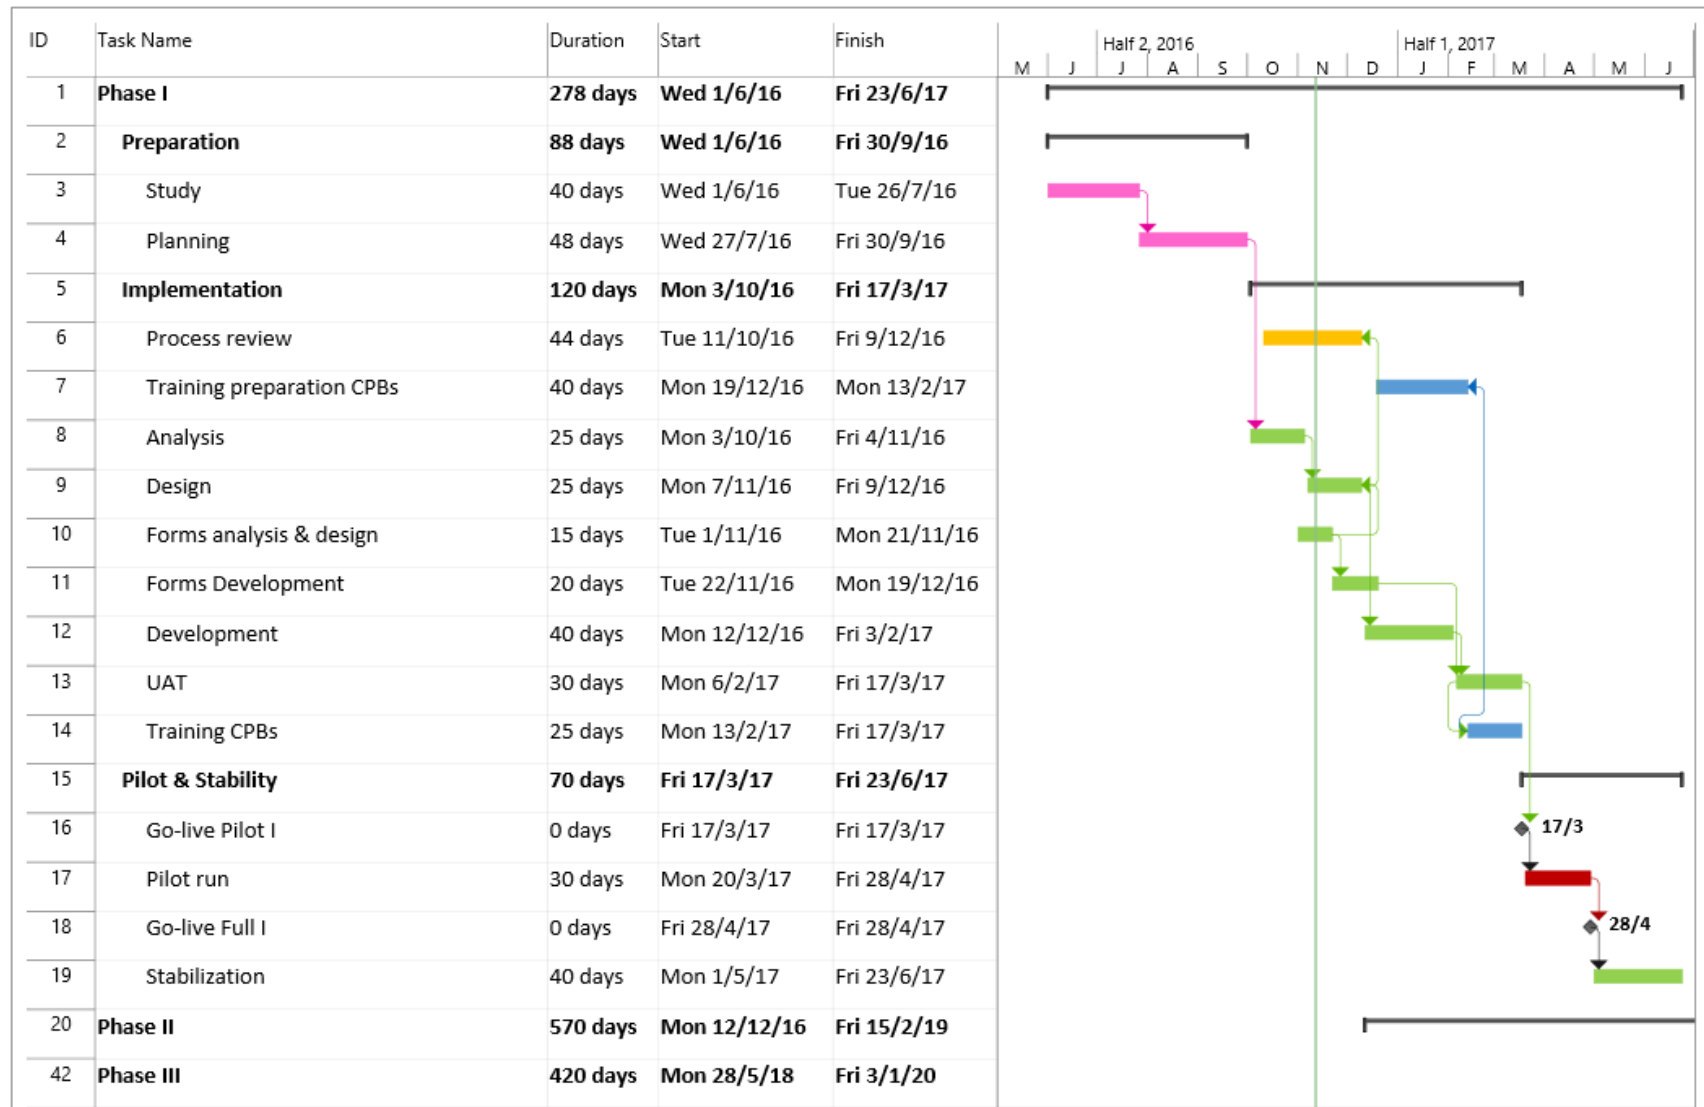 ID Task Name Duration Start Finish
Half 2, 2016 Half 1, 2017
M J J A S O N D J F M A M J
1 Phase I 278 days Wed 1/6/16 Fri 23/6/17
2 Preparation 88 days Wed 1/6/16 Fri 30/9/16
3 Study 40 days Wed 1/6/16 Tue 26/7/16
4 Planning 48 days Wed 27/7/16 Fri 30/9/16
5 Implementation 120 days Mon 3/10/16 Fri 17/3/17
6 Process review 44 days Tue 11/10/16 Fri 9/12/16
7 Training preparation CPBs 40 days Mon 19/12/16 Mon 13/2/17
8 Analysis 25 days Mon 3/10/16 Fri 4/11/16
9 Design 25 days Mon 7/11/16 Fri 9/12/16
10 Forms analysis & design 15 days Tue 1/11/16 Mon 21/11/16
11 Forms Development 20 days Tue 22/11/16 Mon 19/12/16
12 Development 40 days Mon 12/12/16 Fri 3/2/17
13 UAT 30 days Mon 6/2/17 Fri 17/3/17
14 Training CPBs 25 days Mon 13/2/17 Fri 17/3/17
15 Pilot & Stability 70 days Fri 17/3/17 Fri 23/6/17
16 Go-live Pilot I 0 days Fri 17/3/17 Fri 17/3/17 17/3
17 Pilot run 30 days Mon 20/3/17 Fri 28/4/17
18 Go-live Full I 0 days Fri 28/4/17 Fri 28/4/17 28/4
19 Stabilization 40 days Mon 1/5/17 Fri 23/6/17
20 Phase II 570 days Mon 12/12/16 Fri 15/2/19
42 Phase III 420 days Mon 28/5/18 Fri 3/1/20